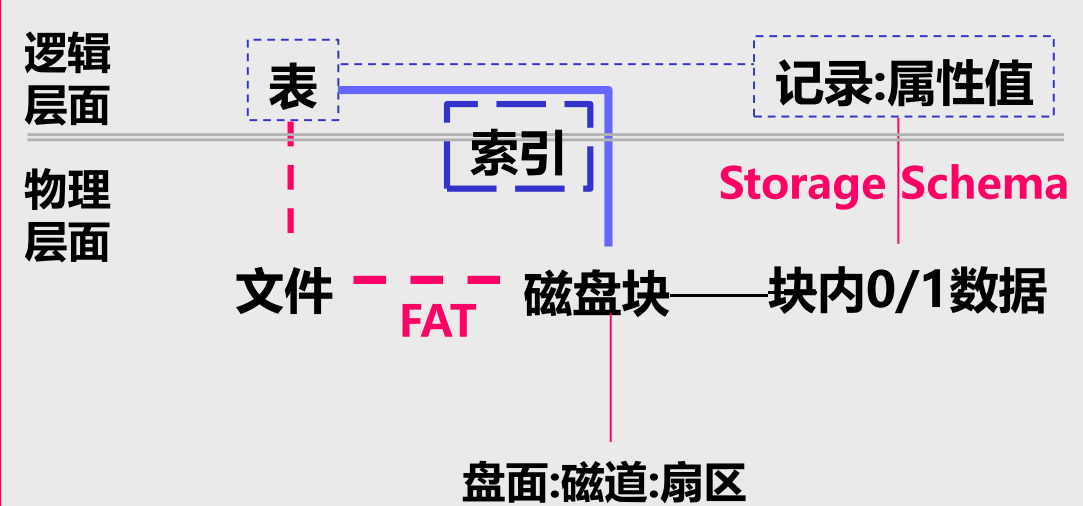 逻辑
层面
表
记录:属性值
索引
物理
层面
Storage Schema
文件
磁盘块
块内0/1数据
FAT
盘面:磁道:扇区